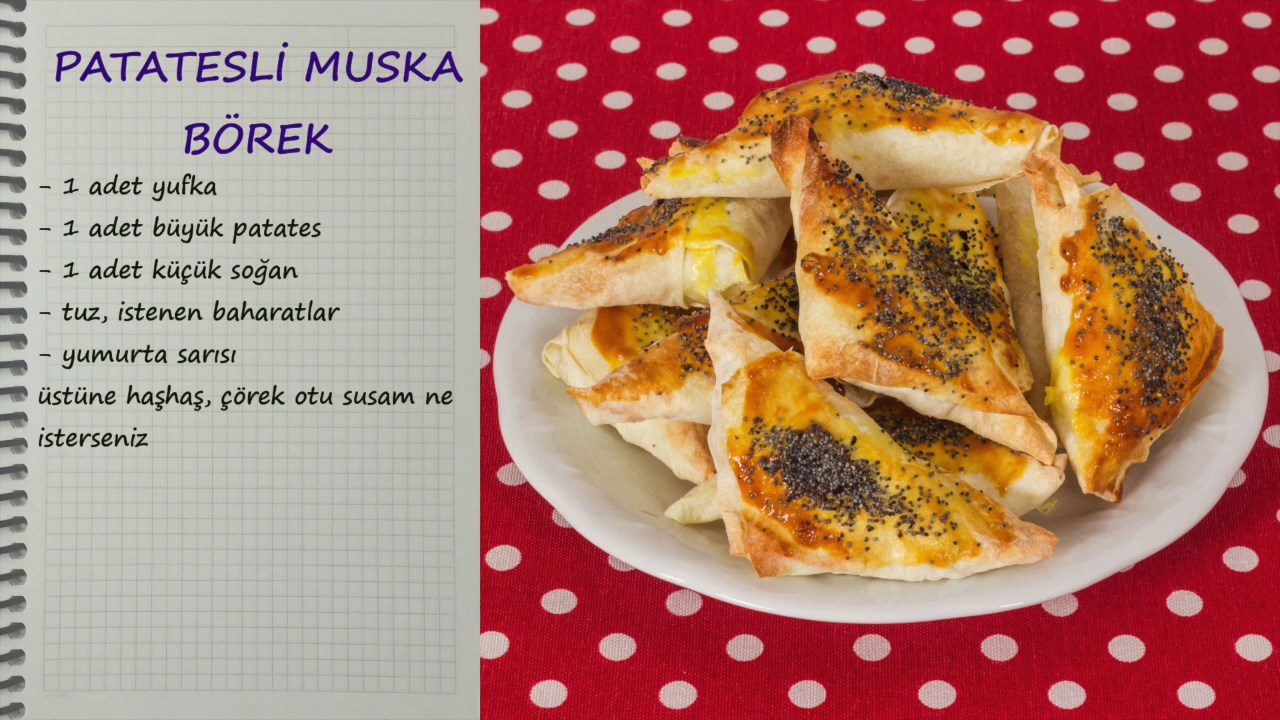 PATATESLİ MUSKA
BÖREK
- 1 adet yufka
- 1 adet büyük patates
- 1 adet küçük soğan
- tuz, istenen baharatlar
- yumurta sarısı
üstüne haşhaş, çörek otu susam ne
isterseniz